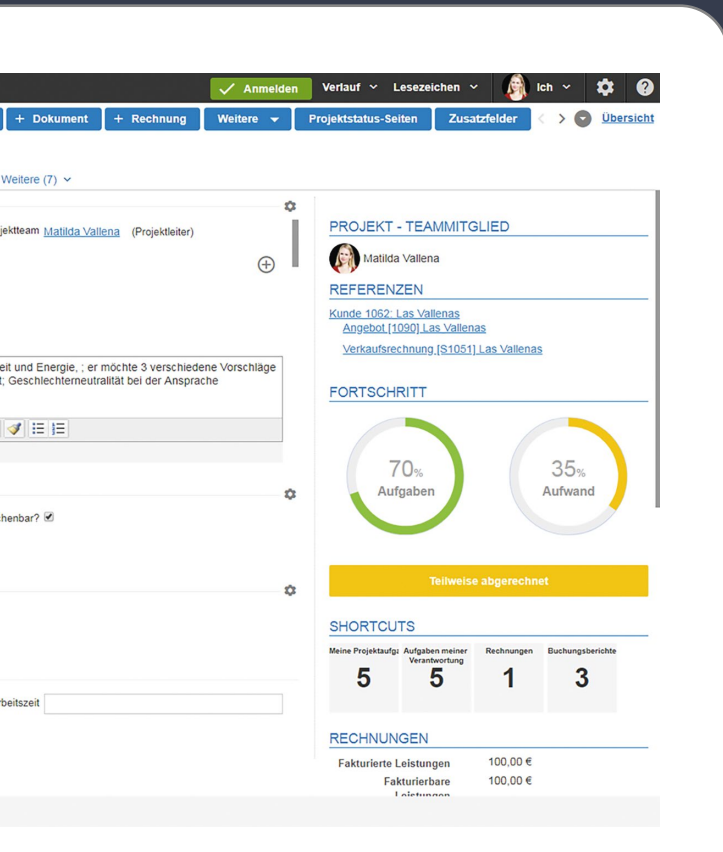 Anmelden Verlauf Lesezeichen Ich
+ Dokument + Rechnung Weitere Projektstatus-Seiten Zusatzfelder Übersicht
Weitere (7)
jektteam Matilda Vallena (Projektleiter)
eit und Energie, ; er möchte 3 verschiedene Vorschläge
t; Geschlechterneutralität bei der Ansprache
chenbar?
rbeitszeit
PROJEKT - TEAMMITGLIED
Matilda Vallena
REFERENZEN
Kunde 1062: Las Vallenas
Angebot [1090] Las Vallenas
Verkaufsrechnung [S1051] Las Vallenas
FORTSCHRITT
70%
Aufgaben
35%
Aufwand
Teilweise abgerechnet
SHORTCUTS
Meine Projektaufga
5
Aufgaben meiner
Verantwortung
5
Rechnungen
1
Buchungsberichte
3
RECHNUNGEN
Fakturierte Leistungen 100,00 €
Fakturierbare 100,00 €
Leistungen